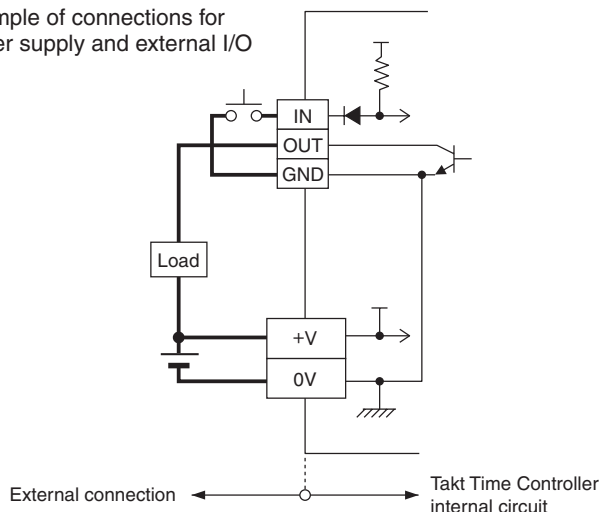 mple of connections for
er supply and external I/O
IN
OUT
GND
Load
+V
0V
External connection
Takt Time Controller
internal circuit